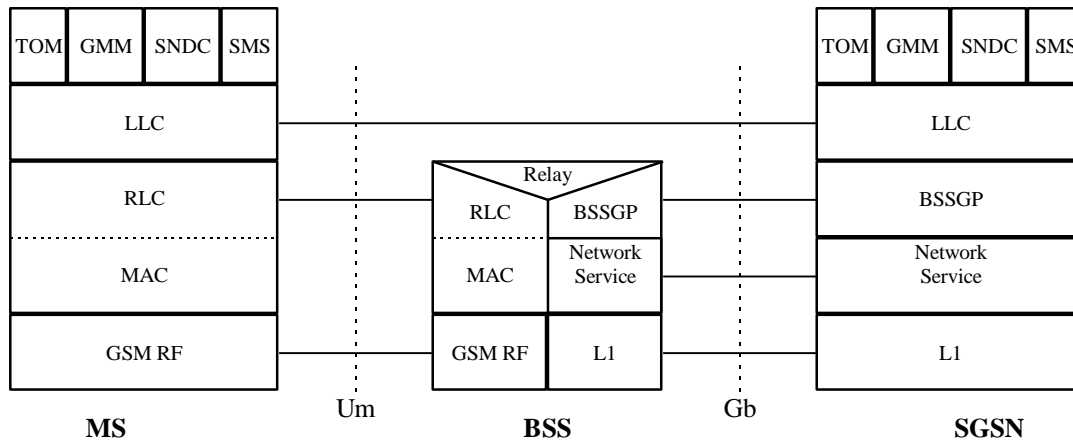 TOM GMM SNDC SMS
TOM GMM SNDC SMS
LLC
LLC
Relay
RLC
RLC
BSSGP
BSSGP
MAC
MAC
Network
Service
Network
Service
GSM RF
GSM RF
L1
L1
Um
Gb
MS
BSS
SGSN